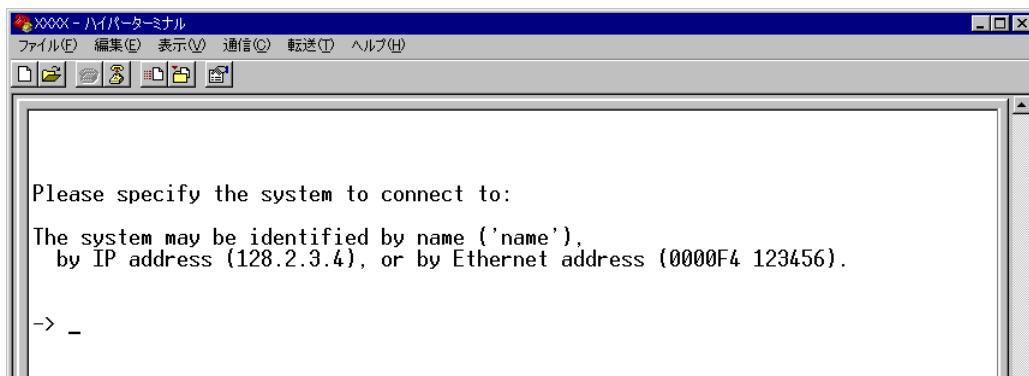 XXXX - ハイパーターミナル
ファイル(F) 編集(E) 表示(V) 通信(C) 転送(T) ヘルプ(H)
Please specify the system to connect to:
The system may be identified by name ('name'),
by IP address (128.2.3.4), or by Ethernet address (0000F4 123456).
-> _